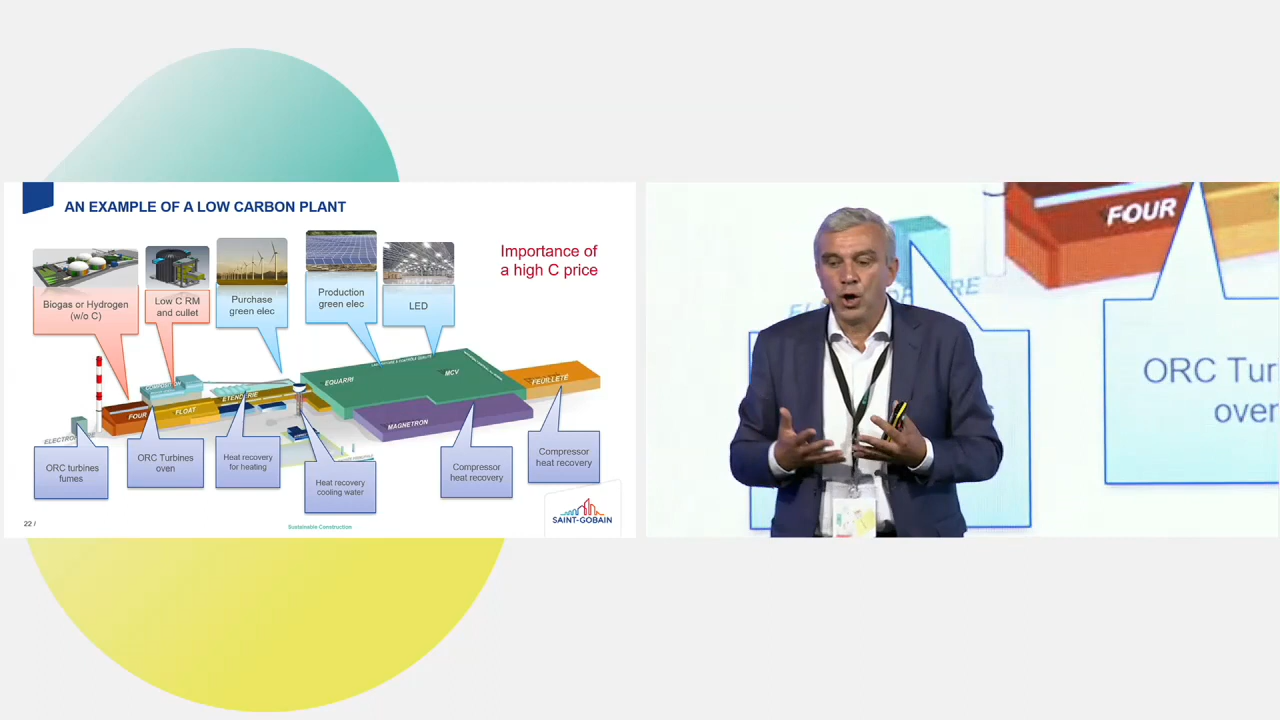 AN EXAMPLE OF A LOW CARBON PLANT
Importance of
a high C price
Biogas or Hydrogen
(w/o C)
Low C RM
and cullet
Purchase
green elec
Production
green elec
LED
COMPOSITION
FOUR
FLOAT
ETENDERIE
EQUARRI
MCV
FEUILLETÉ
MAGNETRON
ORC turbines
fumes
ORC Turbines
oven
Heat recovery
for heating
Heat recovery
cooling water
Compressor
heat recovery
Compressor
heat recovery
22 /
Sustainable Construction
SAINT-GOBAIN
FOUR
ORC Tur
over